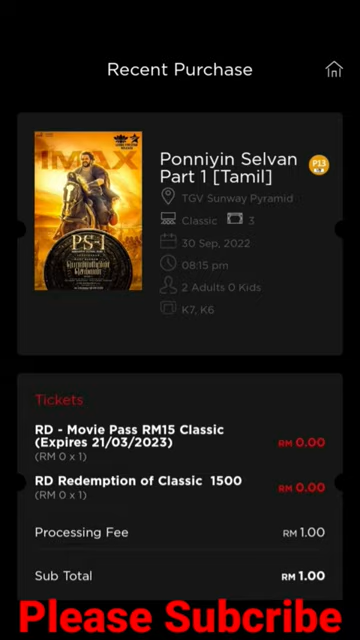 Recent Purchase
IMAX
PS-1
Ponniyin Selvan
Part 1 [Tamil]
P13
TGV Sunway Pyramid
Classic 3
30 Sep, 2022
08:15 pm
2 Adults 0 Kids
K7, K6
Tickets
RD - Movie Pass RM15 Classic
(Expires 21/03/2023)
RM 0.00
(RM 0 x 1)
RD Redemption of Classic 1500
RM 0.00
(RM 0 x 1)
Processing Fee RM 1.00
Sub Total RM 1.00
Please Subcribe